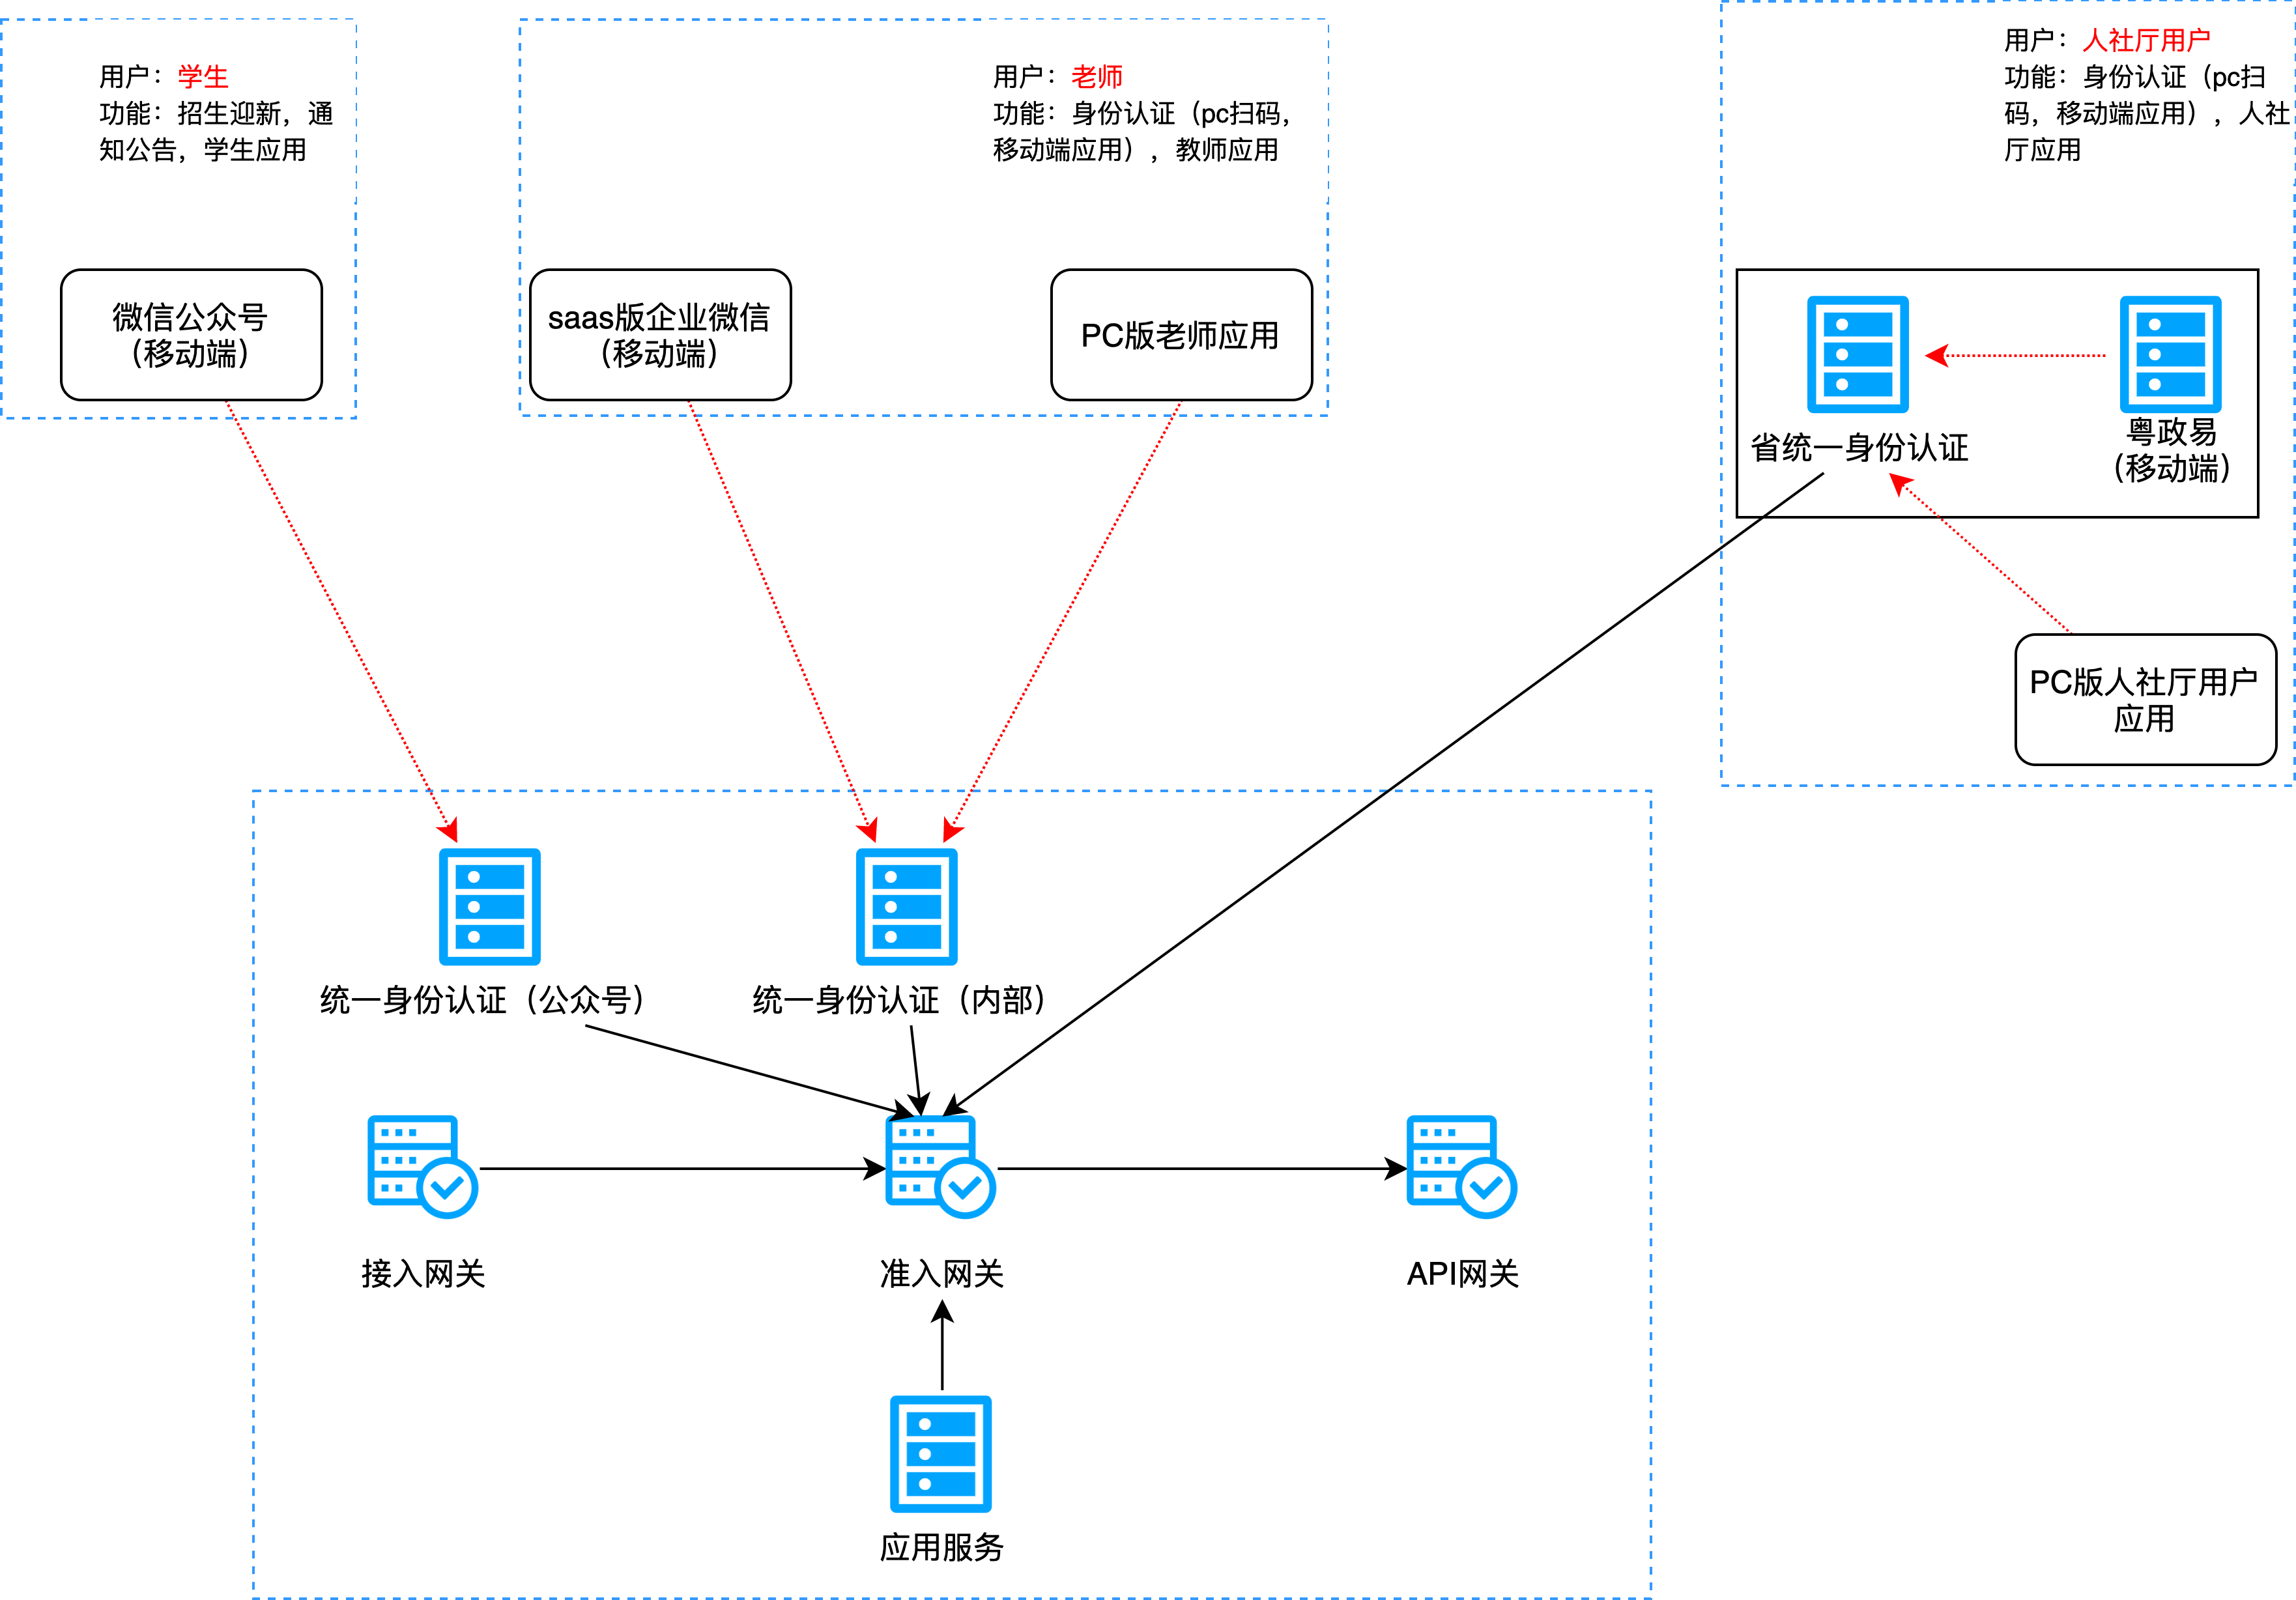 用户：学生
功能：招生迎新，通
知公告，学生应用
用户：老师
功能：身份认证（pc扫码，
移动端应用），教师应用
用户：人社厅用户
功能：身份认证（pc扫
码，移动端应用），人社
厅应用
微信公众号
（移动端）
saas版企业微信
（移动端）
PC版老师应用
省统一身份认证
粤政易
（移动端）
PC版人社厅用户
应用
统一身份认证（公众号）
统一身份认证（内部）
接入网关
准入网关
API网关
应用服务